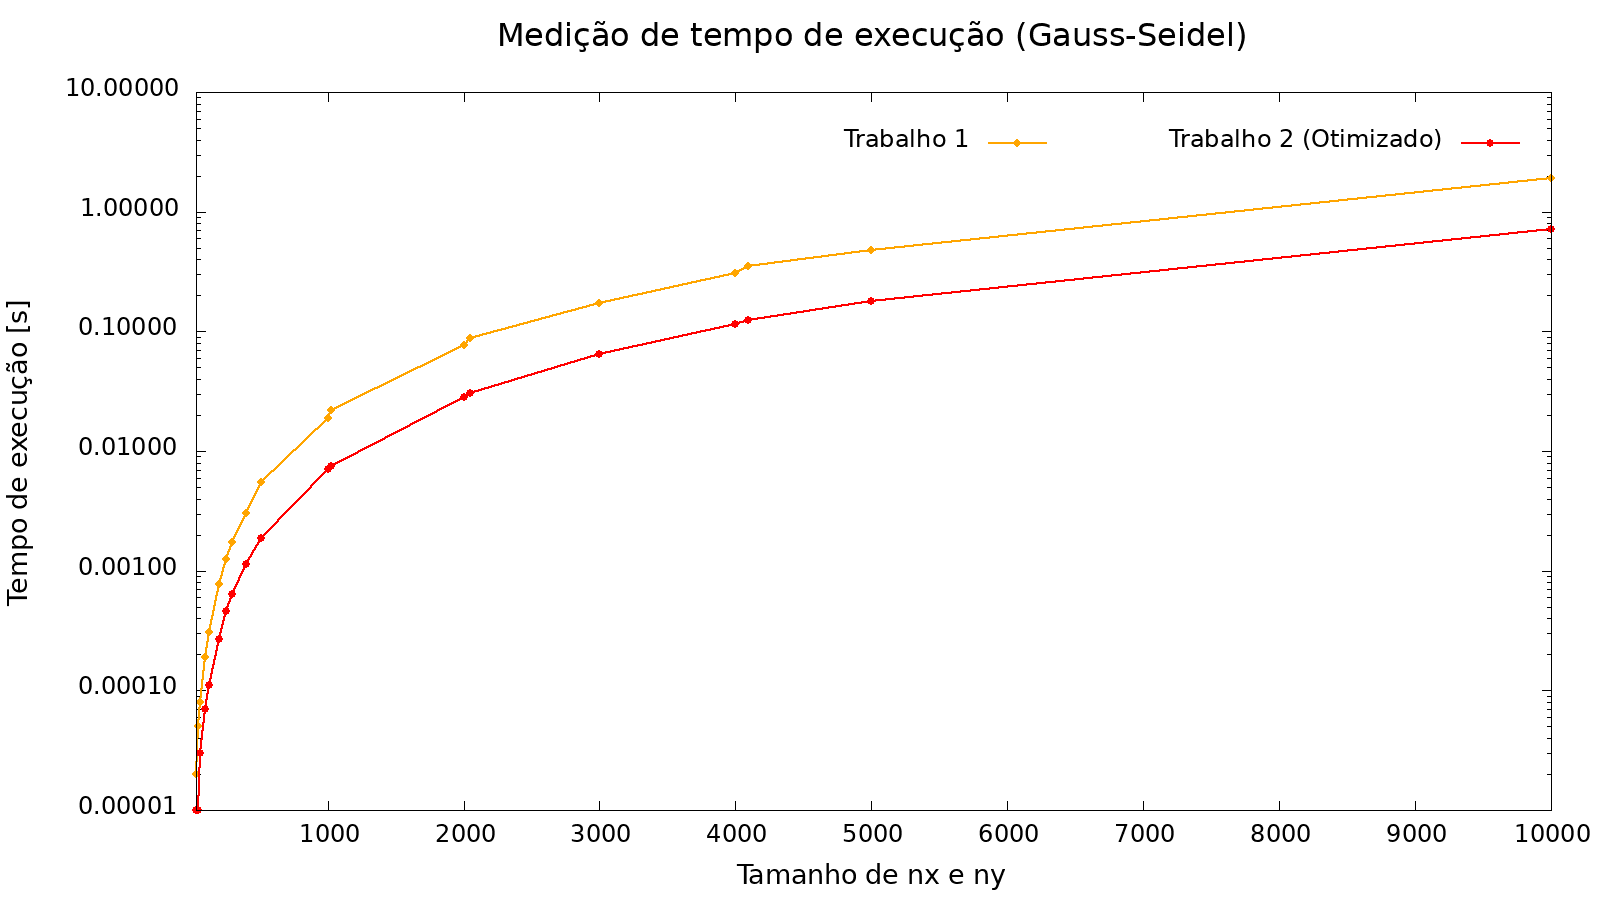 Medição de tempo de execução (Gauss-Seidel)
Trabalho 1
Trabalho 2 (Otimizado)
Tempo de execução [s]
10.00000
1.00000
0.10000
0.01000
0.00100
0.00010
0.00001
1000 2000 3000 4000 5000 6000 7000 8000 9000 10000
Tamanho de nx e ny